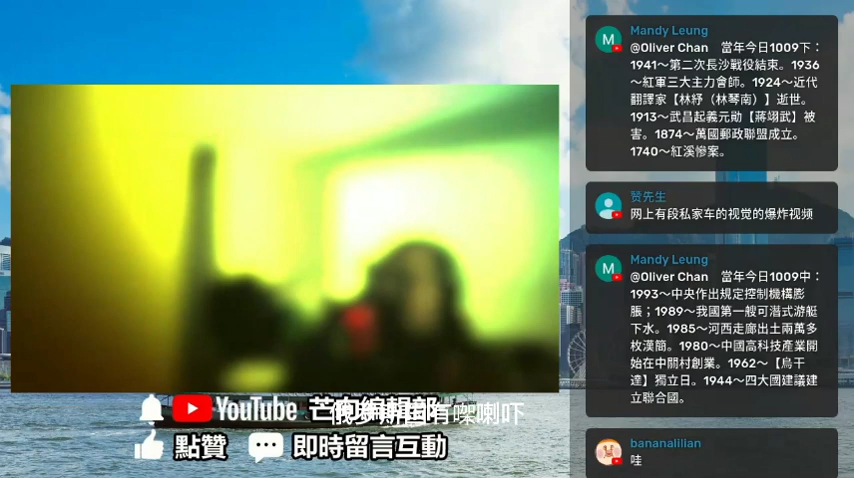 YouTube 芒向編輯部
點贊 即時留言互動
Mandy Leung
@Oliver Chan 當年今日1009下：
1941～第二次長沙戰役結束。1936
～紅軍三大主力會師。1924～近代
翻譯家【林紓（林琴南）】逝世。
1913～武昌起義元勛【蔣翊武】被
害。1874～萬國郵政聯盟成立。
1740～紅溪慘案。
赞先生
网上有段私家车的视觉的爆炸视频
Mandy Leung
@Oliver Chan 當年今日1009中：
1993～中央作出規定控制機構膨
脹；1989～我國第一艘可潛式游艇
下水。1985～河西走廊出土兩萬多
枚漢簡。1980～中國高科技產業開
始在中關村創業。1962～【烏干
達】獨立日。1944～四大國建議建
立聯合國。
bananalilian
哇